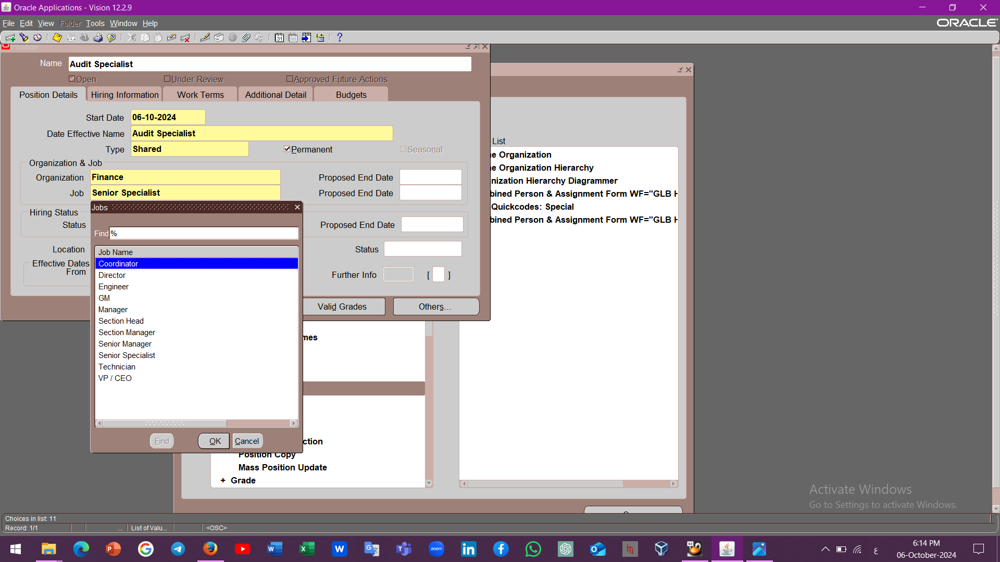 Oracle Applications - Vision 12.2.9
File Edit View Folder Tools Window Help
ORACLE
Position
Name Audit Specialist
Open Under Review Approved Future Actions
Position Details Hiring Information Work Terms Additional Detail Budgets
Start Date 06-10-2024
Date Effective Name Audit Specialist
Type Shared Permanent Seasonal
Organization & Job
Organization Finance Proposed End Date
Job Senior Specialist Proposed End Date
Hiring Status
Status Proposed End Date
Location Status
Effective Dates
From
Further Info [ ]
Valid Grades Others...
Jobs
Find %
Job Name
Coordinator
Director
Engineer
GM
Manager
Section Head
Section Manager
Senior Manager
Senior Specialist
Technician
VP / CEO
Find OK Cancel
List
e Organization
e Organization Hierarchy
nization Hierarchy Diagrammer
bined Person & Assignment Form WF="GLB H
Quickcodes: Special
bined Person & Assignment Form WF="GLB H
mes
ction
Position Copy
Mass Position Update
+ Grade
Activate Windows
Go to Settings to activate Windows.
Choices in list: 11
Record: 1/1 ... List of Valu... <OSC>
ع
6:14 PM
06-October-2024